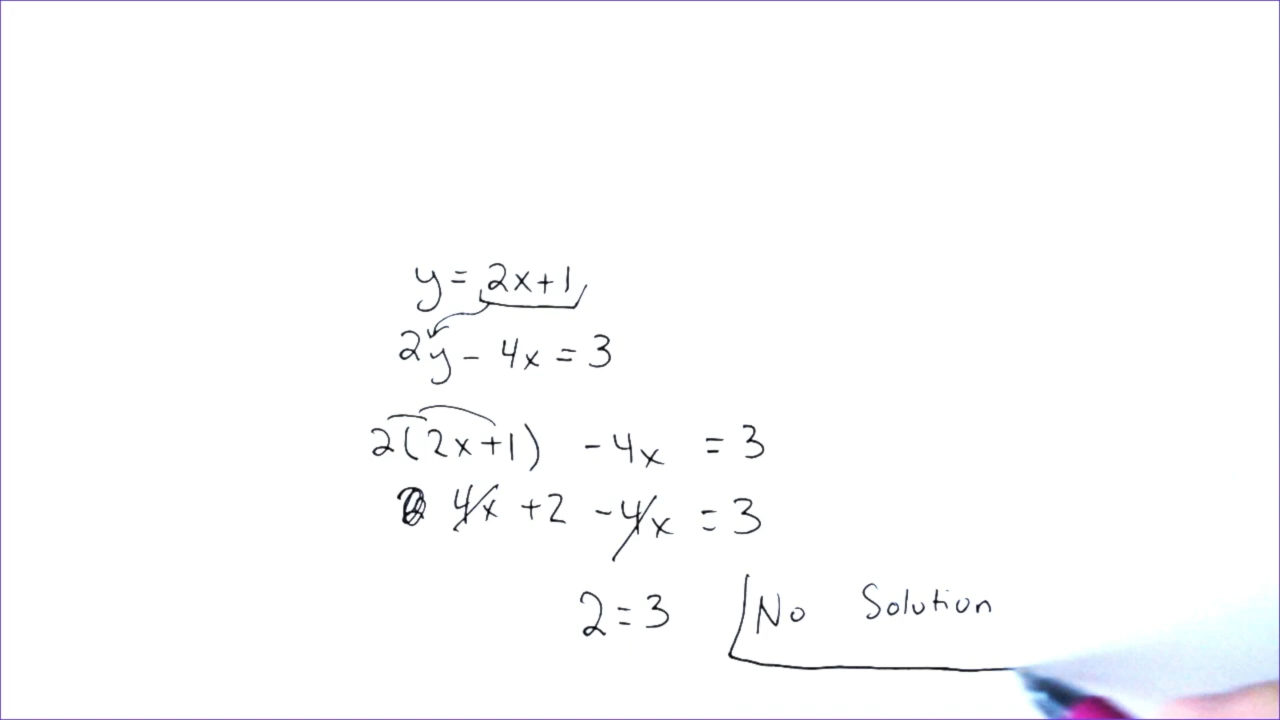 y = 2x+1
2y - 4x = 3
2(2x+1) -4x = 3
4x +2 -4x = 3
2=3 No Solution